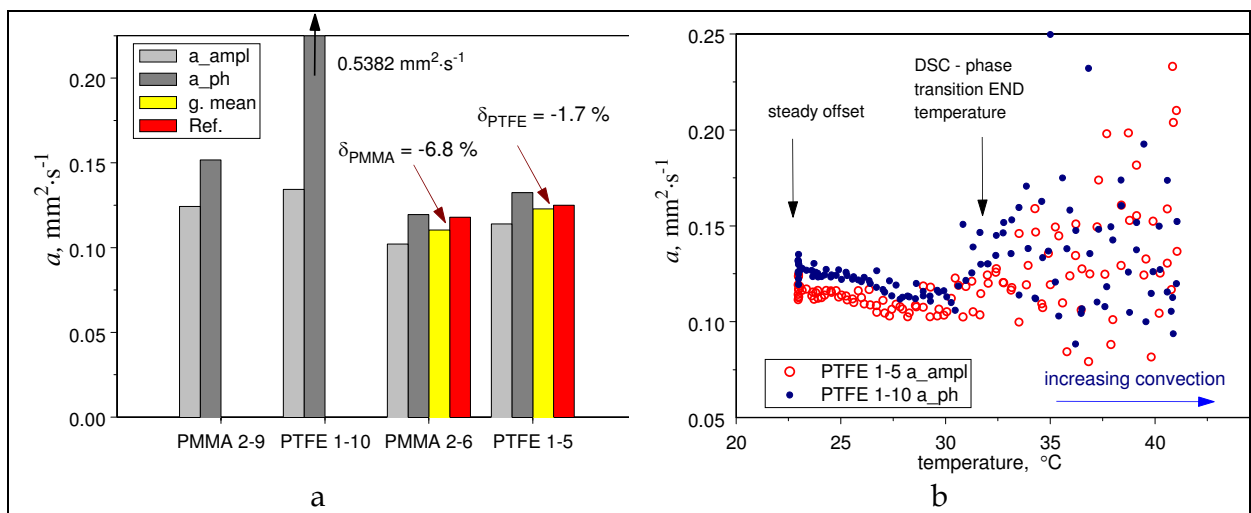 a_ampl
a_ph
g. mean
Ref.
0.5382 mm²·s⁻¹
δPTFE = -1.7 %
δPMMA = -6.8 %
a, mm²·s⁻¹
0.20
0.15
0.10
0.05
0.00
PMMA 2-9 PTFE 1-10 PMMA 2-6 PTFE 1-5
a
0.25
0.20
0.15
0.10
0.05
a, mm²·s⁻¹
steady offset
DSC - phase
transition END
temperature
PTFE 1-5 a_ampl
PTFE 1-10 a_ph
increasing convection
20 25 30 35 40
temperature, °C
b